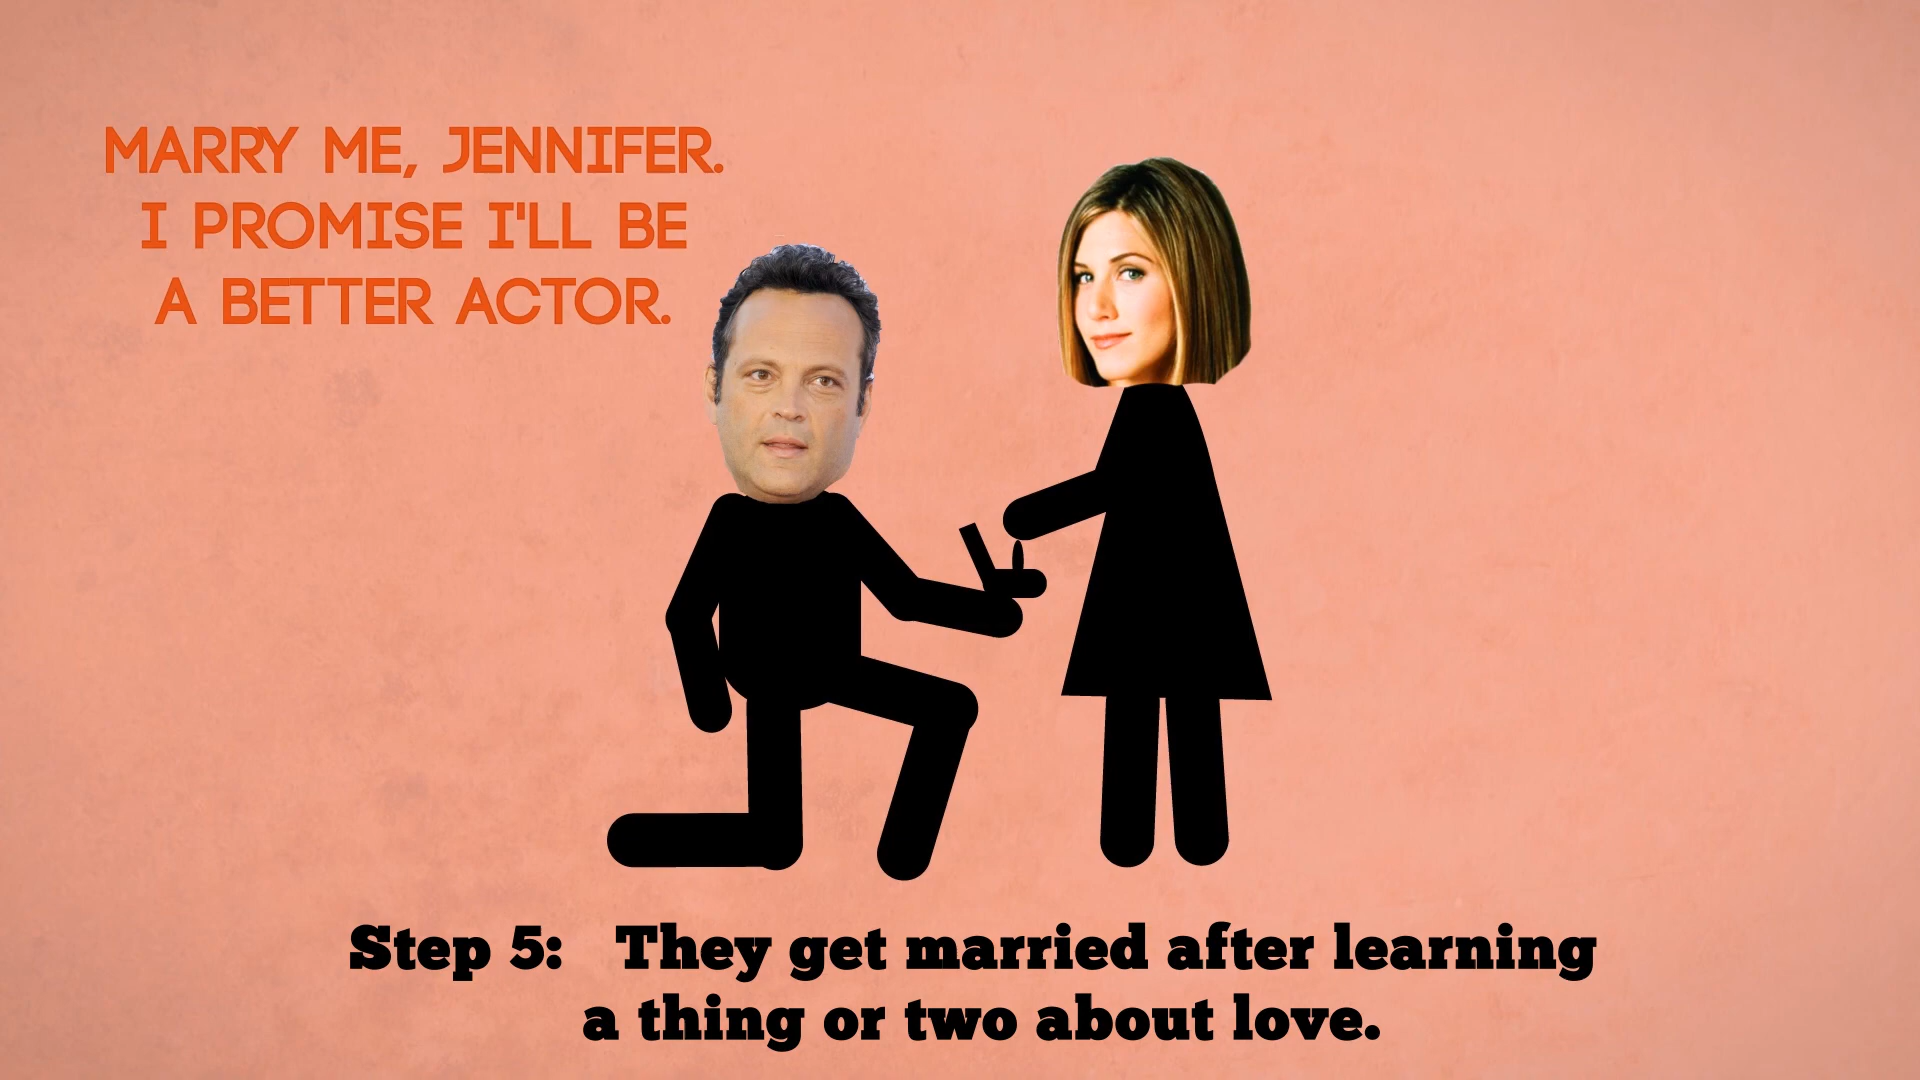 MARRY ME, JENNIFER.
I PROMISE I'LL BE
A BETTER ACTOR.
Step 5: They get married after learning
a thing or two about love.